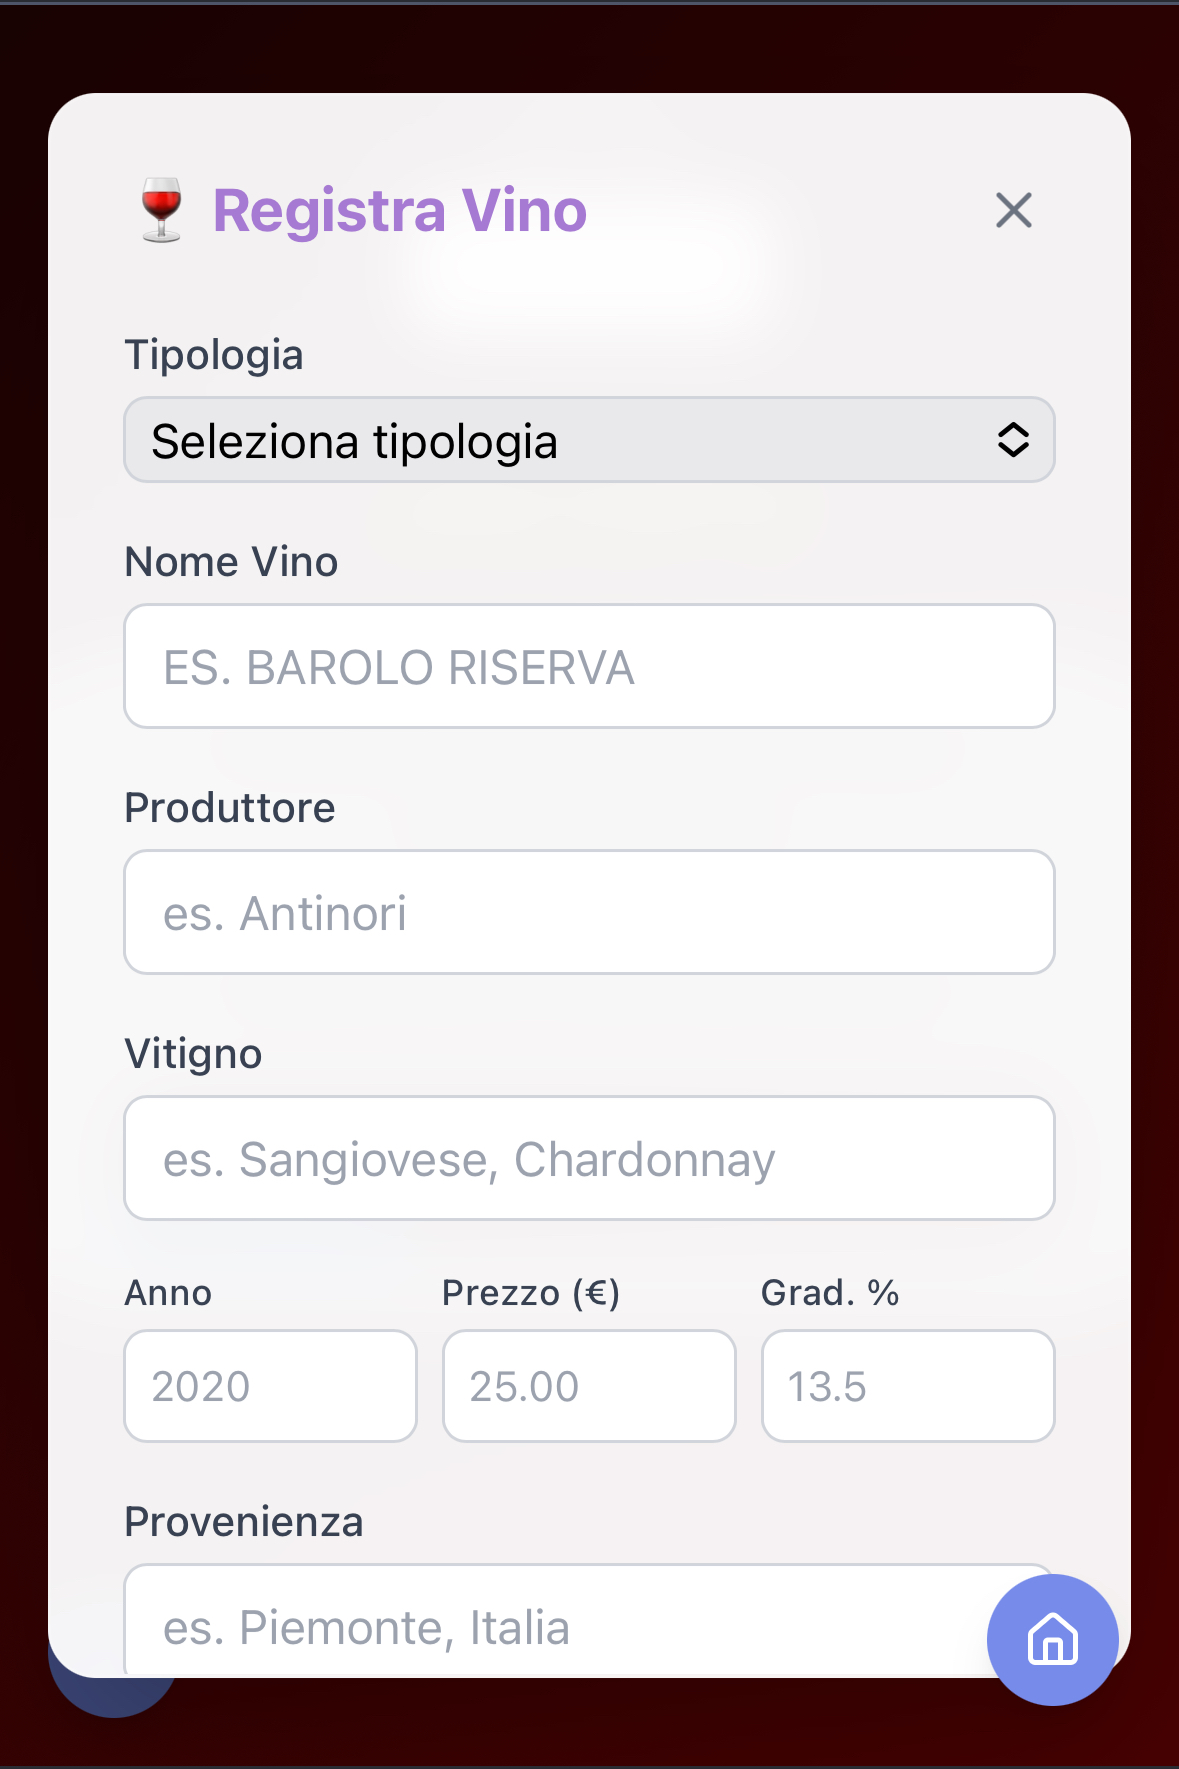 Registra Vino
Tipologia
Seleziona tipologia
Nome Vino
ES. BAROLO RISERVA
Produttore
es. Antinori
Vitigno
es. Sangiovese, Chardonnay
Anno Prezzo (€) Grad. %
2020 25.00 13.5
Provenienza
es. Piemonte, Italia